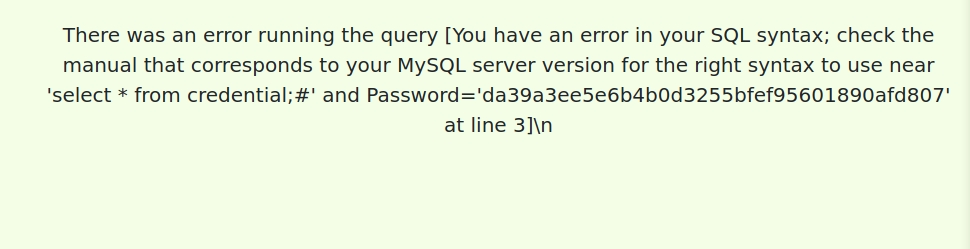 There was an error running the query [You have an error in your SQL syntax; check the
manual that corresponds to your MySQL server version for the right syntax to use near
'select * from credential;#' and Password='da39a3ee5e6b4b0d3255bfef95601890afd807'
at line 3]\n